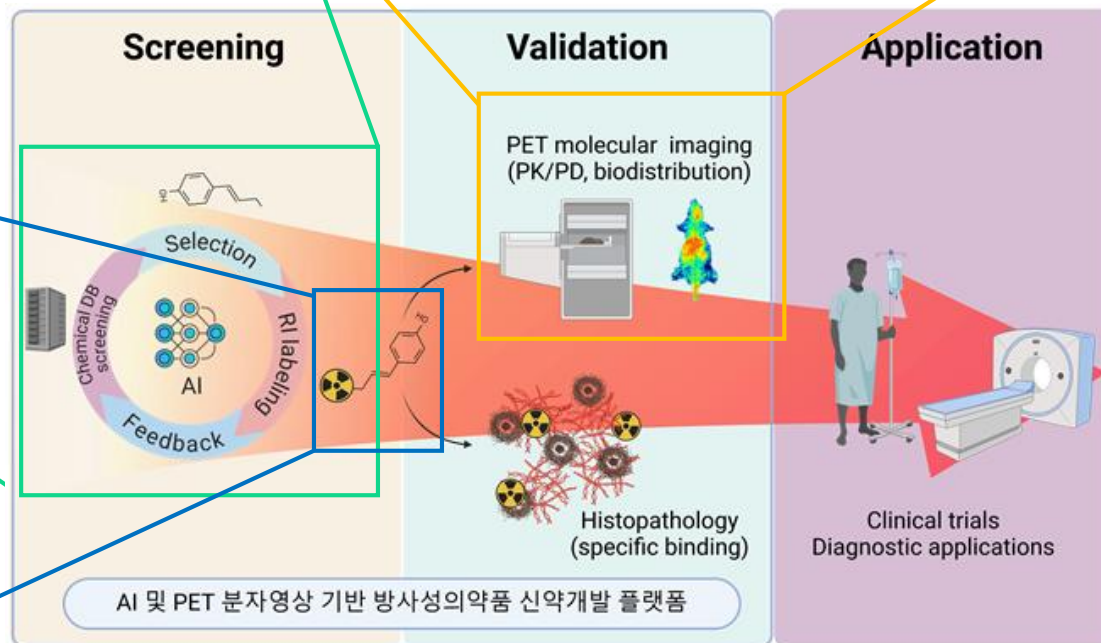 Screening
Validation
Application
HO
Selection
Chemical DB
screening
AI
RI labeling
Feedback
HO
PET molecular imaging
(PK/PD, biodistribution)
Histopathology
(specific binding)
Clinical trials
Diagnostic applications
AI 및 PET 분자영상 기반 방사성의약품 신약개발 플랫폼